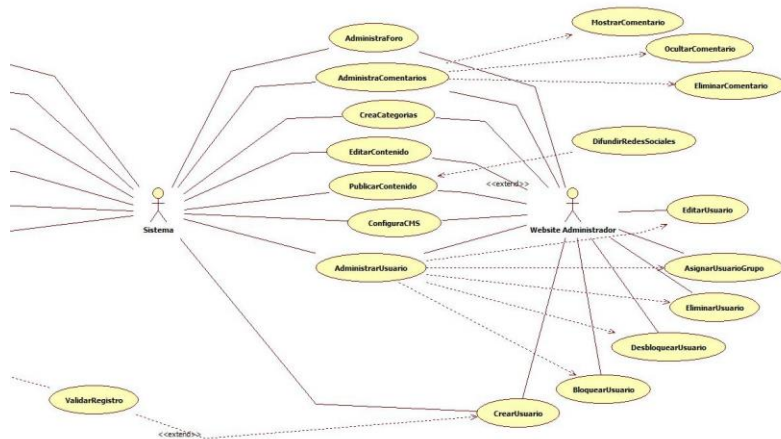 MostrarComentario
AdministraForo
OcultarComentario
AdministraComentarios
EliminarComentario
CreaCategorias
DifundirRedesSociales
EditarContenido
<<extend>>
PublicarContenido
EditarUsuario
ConfiguraCMS
Sistema
Website Administrador
AdministrarUsuario
AsignarUsuarioGrupo
EliminarUsuario
DesbloquearUsuario
BloquearUsuario
ValidarRegistro
CrearUsuario
<<extend>>